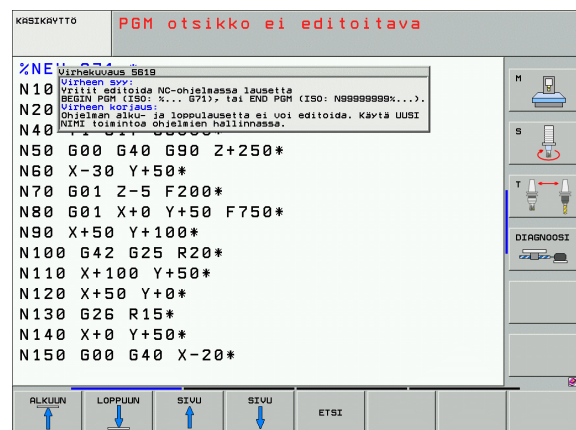 KÄSIKÄYTTÖ
PGM otsikko ei editoitava
%NEU G71 *
Virhekuvaus 5619
Virheen syy:
Yritit editoida NC-ohjelmassa lausetta
BEGIN PGM (ISO: %... G71), tai END PGM (ISO: N99999999%...).
Virheen korjaus:
Ohjelman alku- ja loppulausetta ei voi editoida. Käytä UUSI
NIMI toimintoa ohjelmien hallinnassa.
N10
N20
N40 T1 G17 S5000*
N50 G00 G40 G90 Z+250*
N60 X-30 Y+50*
N70 G01 Z-5 F200*
N80 G01 X+0 Y+50 F750*
N90 X+50 Y+100*
N100 G42 G25 R20*
N110 X+100 Y+50*
N120 X+50 Y+0*
N130 G26 R15*
N140 X+0 Y+50*
N150 G00 G40 X-20*
M
S
T
DIAGNOOSI
ALKUUN
LOPPUUN
SIVU
SIVU
ETSI